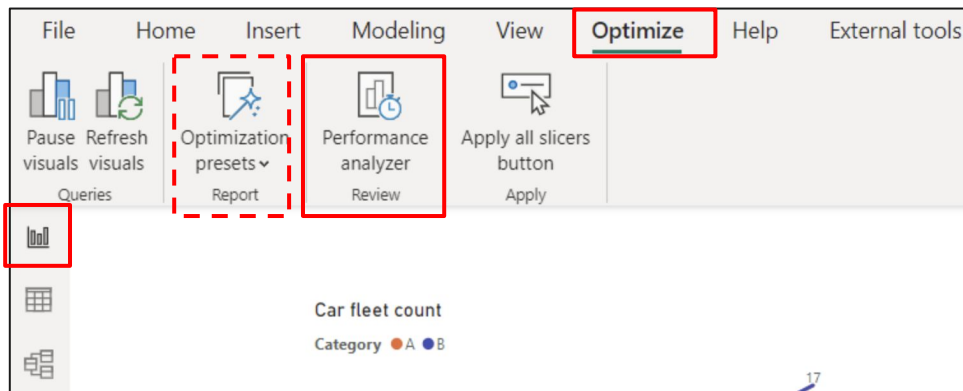 File Home Insert Modeling View Optimize Help External tools
Pause Refresh Optimization Performance Apply all slicers
visuals visuals presets analyzer button
Queries Report Review Apply
Car fleet count
Category A B
17